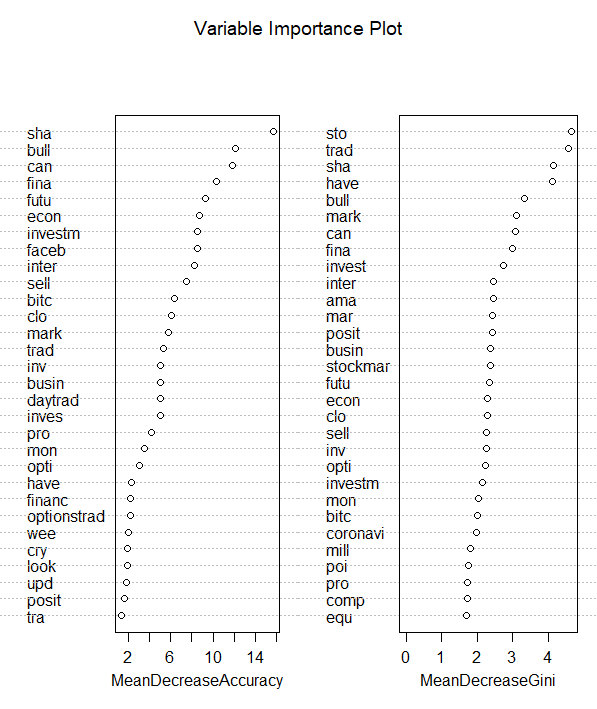 Variable Importance Plot
sha
bull
can
fina
futu
econ
investm
faceb
inter
sell
bitc
clo
mark
trad
inv
busin
daytrad
inves
pro
mon
opti
have
financ
optionstrad
wee
cry
look
upd
posit
tra
2 6 10 14
MeanDecreaseAccuracy
sto
trad
sha
have
bull
mark
can
fina
invest
inter
ama
mar
posit
busin
stockmar
futu
econ
clo
sell
inv
opti
investm
mon
bitc
coronavi
mill
poi
pro
comp
equ
0 1 2 3 4
MeanDecreaseGini